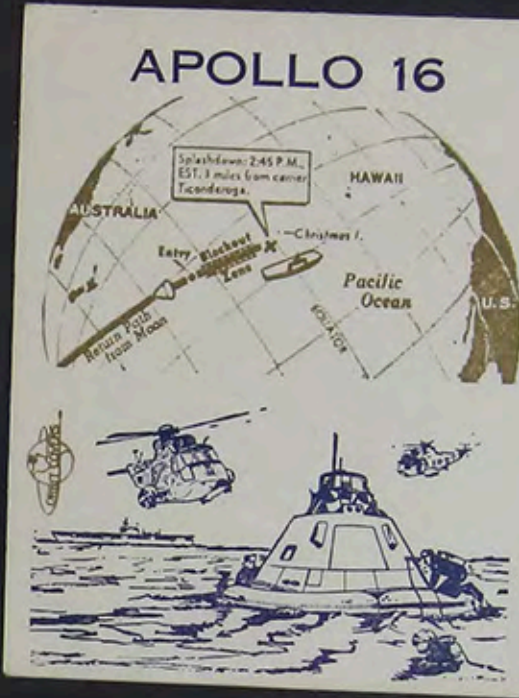 APOLLO 16
Splashdown: 2:45 P.M.,
EST. 3 miles from carrier
Ticonderoga.
HAWAII
AUSTRALIA
Christmas I.
Entry-Blackout
Zone
Pacific
Ocean
U.S.
Return Path
from Moon
EQUATOR